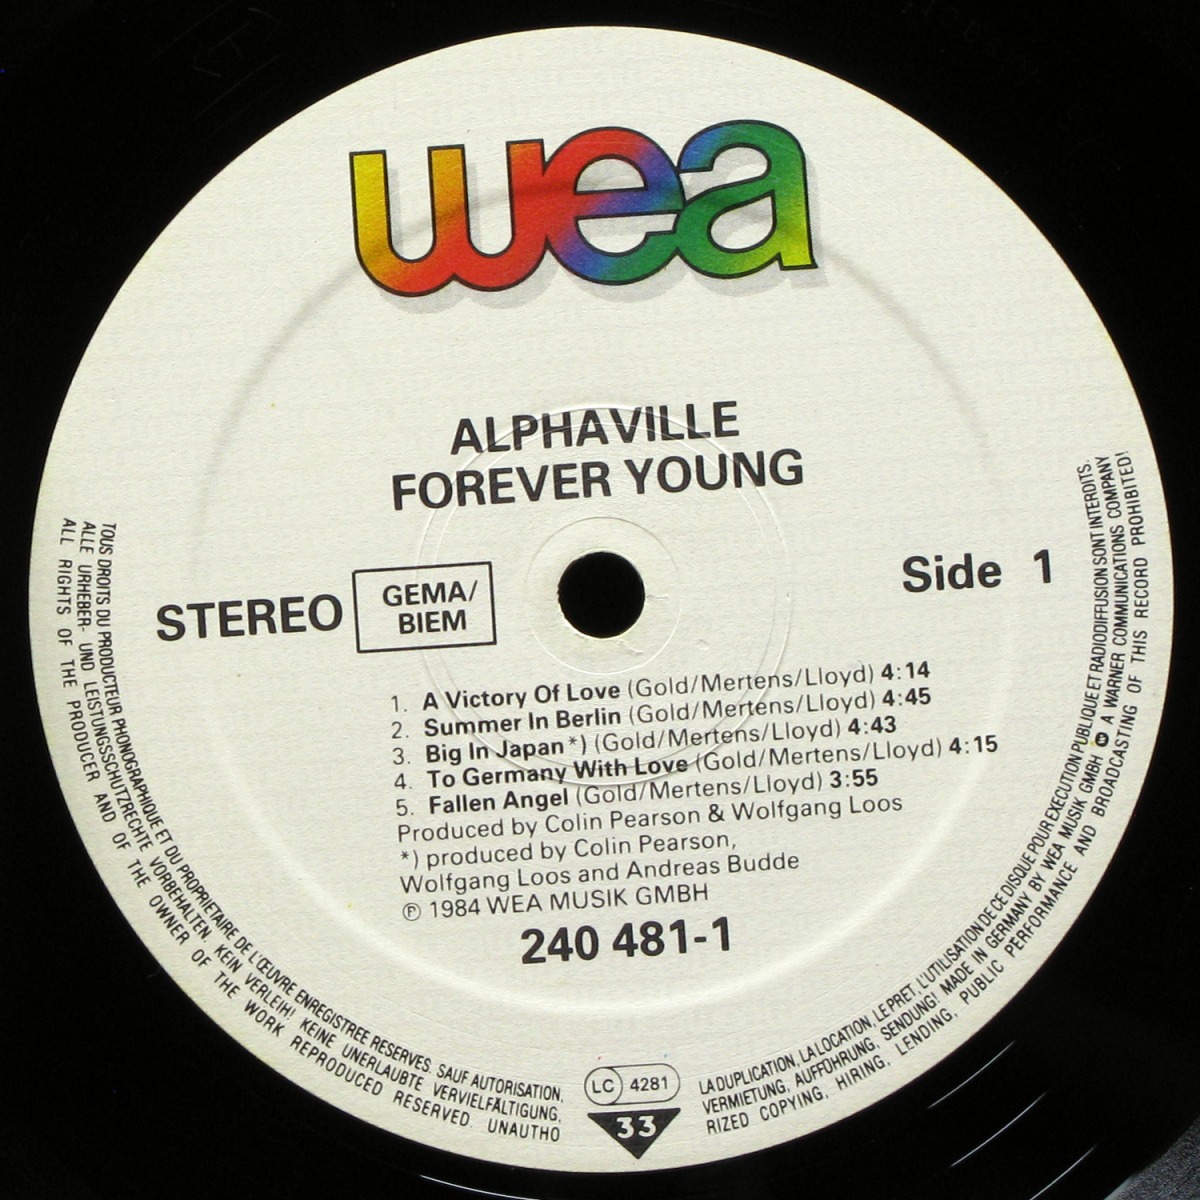 wea
ALPHAVILLE
FOREVER YOUNG
STEREO
GEMA/
BIEM
Side 1
1. A Victory Of Love (Gold/Mertens/Lloyd) 4:14
2. Summer In Berlin (Gold/Mertens/Lloyd) 4:45
3. Big In Japan*) (Gold/Mertens/Lloyd) 4:43
4. To Germany With Love (Gold/Mertens/Lloyd) 4:15
5. Fallen Angel (Gold/Mertens/Lloyd) 3:55
Produced by Colin Pearson & Wolfgang Loos
*) produced by Colin Pearson,
Wolfgang Loos and Andreas Budde
℗ 1984 WEA MUSIK GMBH
240 481-1
TOUS DROITS DU PRODUCTEUR PHONOGRAPHIQUE ET DU PROPRIETAIRE DE L'ŒUVRE ENREGISTREE RESERVES. SAUF AUTORISATION, LA DUPLICATION, LA LOCATION, LE PRET, L'UTILISATION DE CE DISQUE POUR EXECUTION PUBLIQUE ET RADIODIFFUSION SONT INTERDITS.
ALLE URHEBER- UND LEISTUNGSSCHUTZRECHTE VORBEHALTEN. KEIN VERLEIH! KEINE UNERLAUBTE VERVIELFÄLTIGUNG, VERMIETUNG, AUFFÜHRUNG, SENDUNG! MADE IN GERMANY BY WEA MUSIK GMBH A WARNER COMMUNICATIONS COMPANY
ALL RIGHTS OF THE PRODUCER AND OF THE OWNER OF THE WORK REPRODUCED RESERVED. UNAUTHO RIZED COPYING, HIRING, LENDING, PUBLIC PERFORMANCE AND BROADCASTING OF THIS RECORD PROHIBITED!
LC 4281
33